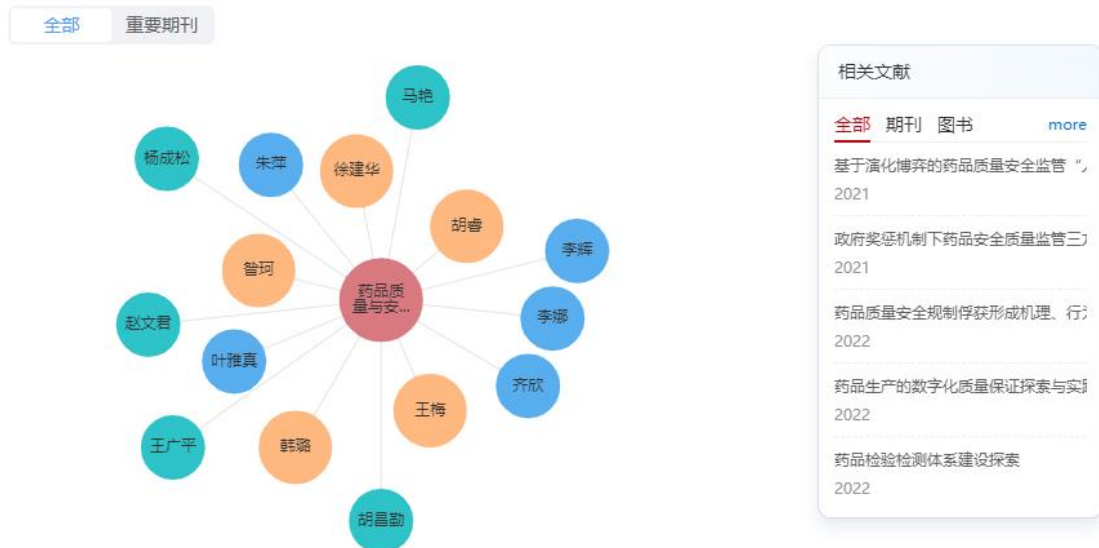 全部 重要期刊
马艳
杨成松
朱萍
徐建华
胡睿
李辉
昝珂
药品质
量与安...
李娜
赵文君
叶雅真
齐欣
王梅
王广平
韩璐
胡昌勤
相关文献
全部 期刊 图书 more
基于演化博弈的药品质量安全监管“
2021
政府奖惩机制下药品安全质量监管三
2021
药品质量安全规制俘获形成机理、行
2022
药品生产的数字化质量保证探索与实
2022
药品检验检测体系建设探索
2022